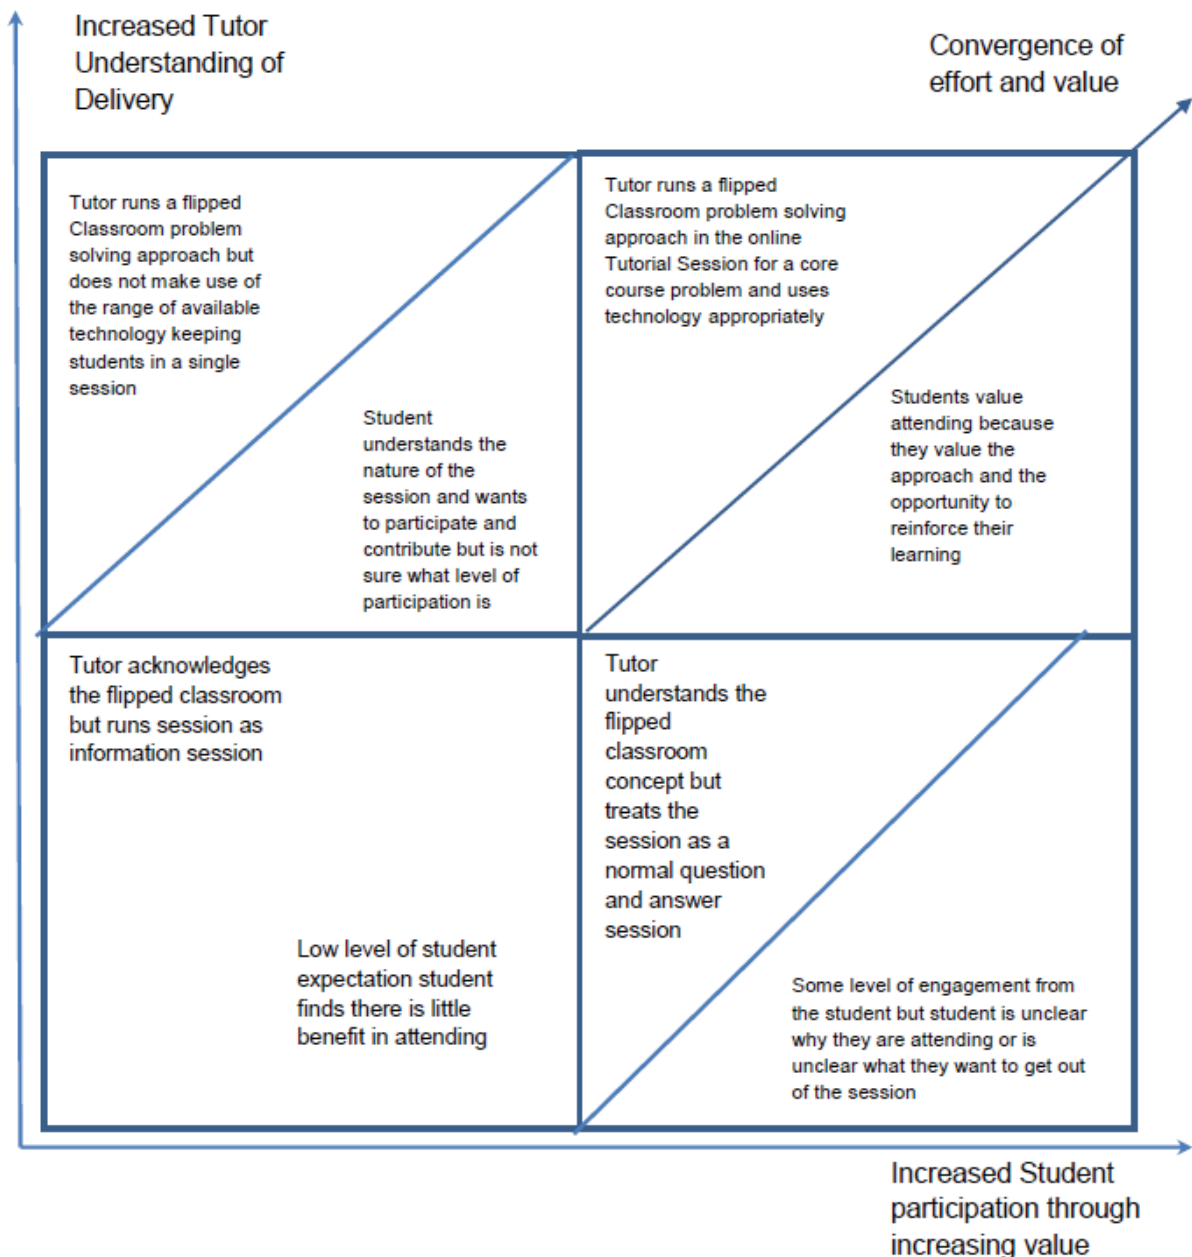 Increased Tutor
Understanding of
Delivery
Convergence of
effort and value
Tutor runs a flipped
Classroom problem
solving approach but
does not make use of
the range of available
technology keeping
students in a single
session
Student
understands the
nature of the
session and wants
to participate and
contribute but is not
sure what level of
participation is
Tutor runs a flipped
Classroom problem solving
approach in the online
Tutorial Session for a core
course problem and uses
technology appropriately
Students value
attending because
they value the
approach and the
opportunity to
reinforce their
learning
Tutor acknowledges
the flipped classroom
but runs session as
information session
Low level of student
expectation student
finds there is little
benefit in attending
Tutor
understands the
flipped
classroom
concept but
treats the
session as a
normal question
and answer
session
Some level of engagement from
the student but student is unclear
why they are attending or is
unclear what they want to get out
of the session
Increased Student
participation through
increasing value